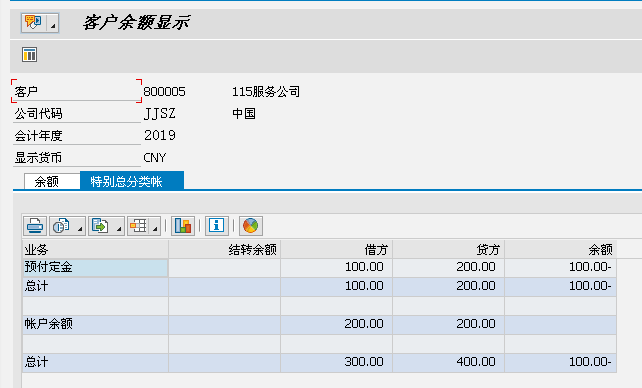 客户余额显示
客户 800005 115服务公司
公司代码 JJSZ 中国
会计年度 2019
显示货币 CNY
余额 特别总分类帐
业务 结转余额 借方 贷方 余额
预付定金 100.00 200.00 100.00-
总计 100.00 200.00 100.00-
帐户余额 200.00 200.00
总计 300.00 400.00 100.00-